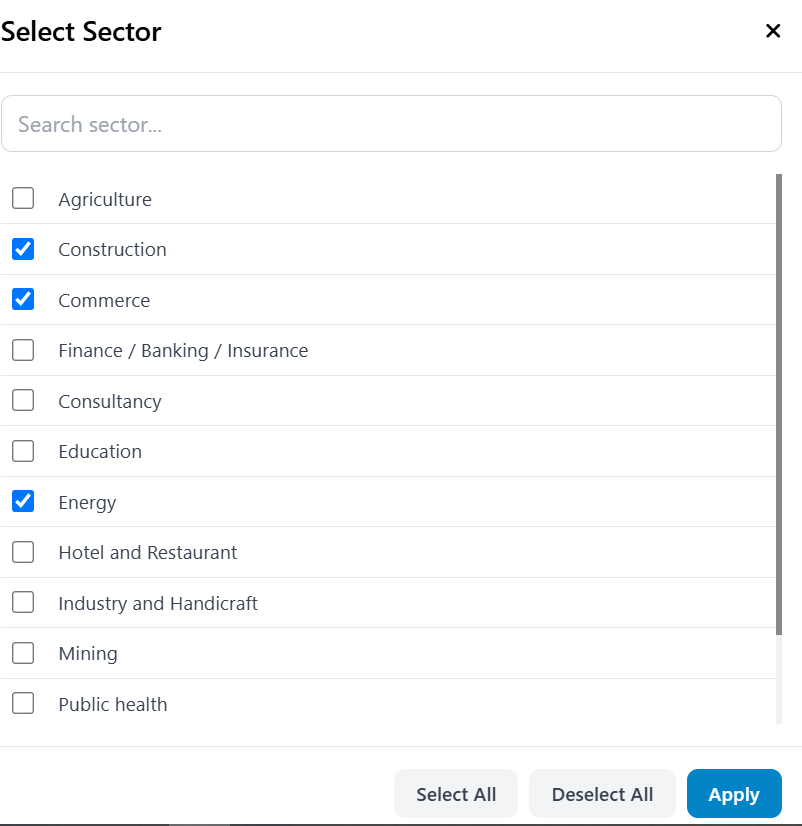 Select Sector
Search sector...
Agriculture
Construction
Commerce
Finance / Banking / Insurance
Consultancy
Education
Energy
Hotel and Restaurant
Industry and Handicraft
Mining
Public health
Select All Deselect All Apply